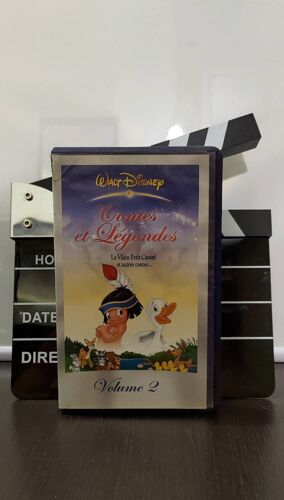 WALT DISNEY
Contes
et Légendes
Le Vilain Petit Canard
et autres contes...
Volume 2
HO
DATE
DIRE